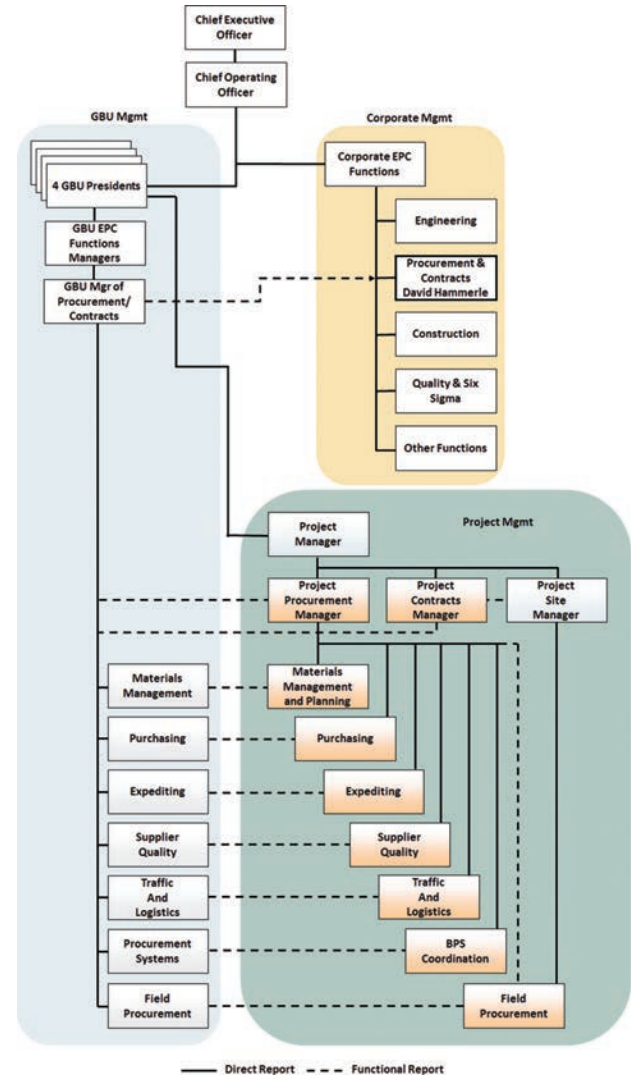 Chief Executive
Officer
Chief Operating
Officer
GBU Mgmt
Corporate Mgmt
4 GBU Presidents
Corporate EPC
Functions
GBU EPC
Functions
Managers
Engineering
GBU Mgr of
Procurement/
Contracts
Procurement &
Contracts
David Hammerle
Construction
Quality & Six
Sigma
Other Functions
Project Mgmt
Project
Manager
Project
Procurement
Manager
Project
Contracts
Manager
Project
Site
Manager
Materials
Management
Materials
Management
and Planning
Purchasing
Purchasing
Expediting
Expediting
Supplier
Quality
Supplier
Quality
Traffic
And
Logistics
Traffic
And
Logistics
Procurement
Systems
BPS
Coordination
Field
Procurement
Field
Procurement
Direct Report
Functional Report